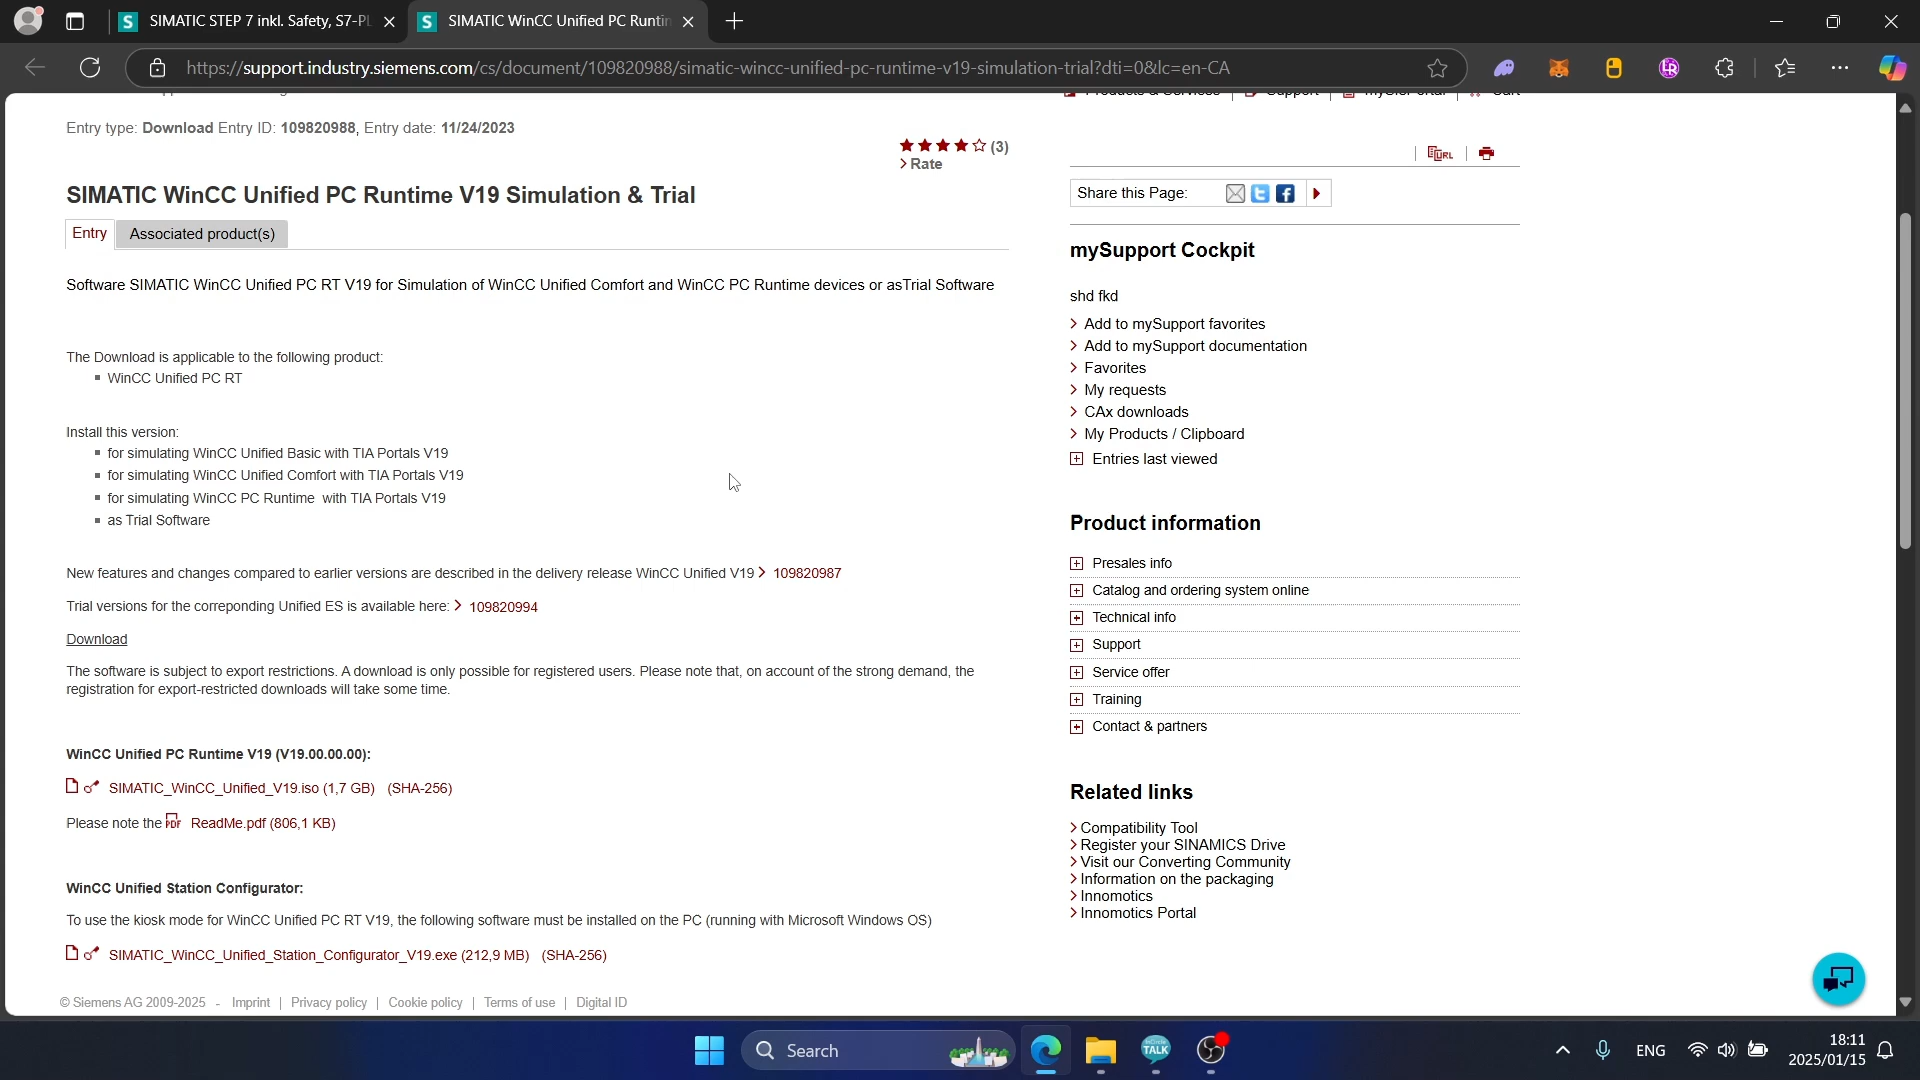 SIMATIC STEP 7 inkl. Safety, S7-PL
SIMATIC WinCC Unified PC Runtin
https://support.industry.siemens.com/cs/document/109820988/simatic-wincc-unified-pc-runtime-v19-simulation-trial?dti=0&lc=en-CA
Entry type: Download Entry ID: 109820988, Entry date: 11/24/2023
(3)
Rate
URL
SIMATIC WinCC Unified PC Runtime V19 Simulation & Trial
Share this Page:
Entry
Associated product(s)
mySupport Cockpit
Software SIMATIC WinCC Unified PC RT V19 for Simulation of WinCC Unified Comfort and WinCC PC Runtime devices or asTrial Software
shd fkd
Add to mySupport favorites
Add to mySupport documentation
Favorites
My requests
CAx downloads
My Products / Clipboard
Entries last viewed
The Download is applicable to the following product:
WinCC Unified PC RT
Install this version:
for simulating WinCC Unified Basic with TIA Portals V19
for simulating WinCC Unified Comfort with TIA Portals V19
for simulating WinCC PC Runtime with TIA Portals V19
as Trial Software
Product information
Presales info
Catalog and ordering system online
Technical info
Support
Service offer
Training
Contact & partners
New features and changes compared to earlier versions are described in the delivery release WinCC Unified V19 109820987
Trial versions for the correponding Unified ES is available here: 109820994
Download
The software is subject to export restrictions. A download is only possible for registered users. Please note that, on account of the strong demand, the
registration for export-restricted downloads will take some time.
WinCC Unified PC Runtime V19 (V19.00.00.00):
SIMATIC_WinCC_Unified_V19.iso (1,7 GB) (SHA-256)
Please note the PDF ReadMe.pdf (806,1 KB)
Related links
Compatibility Tool
Register your SINAMICS Drive
Visit our Converting Community
Information on the packaging
Innomotics
Innomotics Portal
WinCC Unified Station Configurator:
To use the kiosk mode for WinCC Unified PC RT V19, the following software must be installed on the PC (running with Microsoft Windows OS)
SIMATIC_WinCC_Unified_Station_Configurator_V19.exe (212,9 MB) (SHA-256)
© Siemens AG 2009-2025 - Imprint | Privacy policy | Cookie policy | Terms of use | Digital ID
Search
TALK
ENG
18:11
2025/01/15